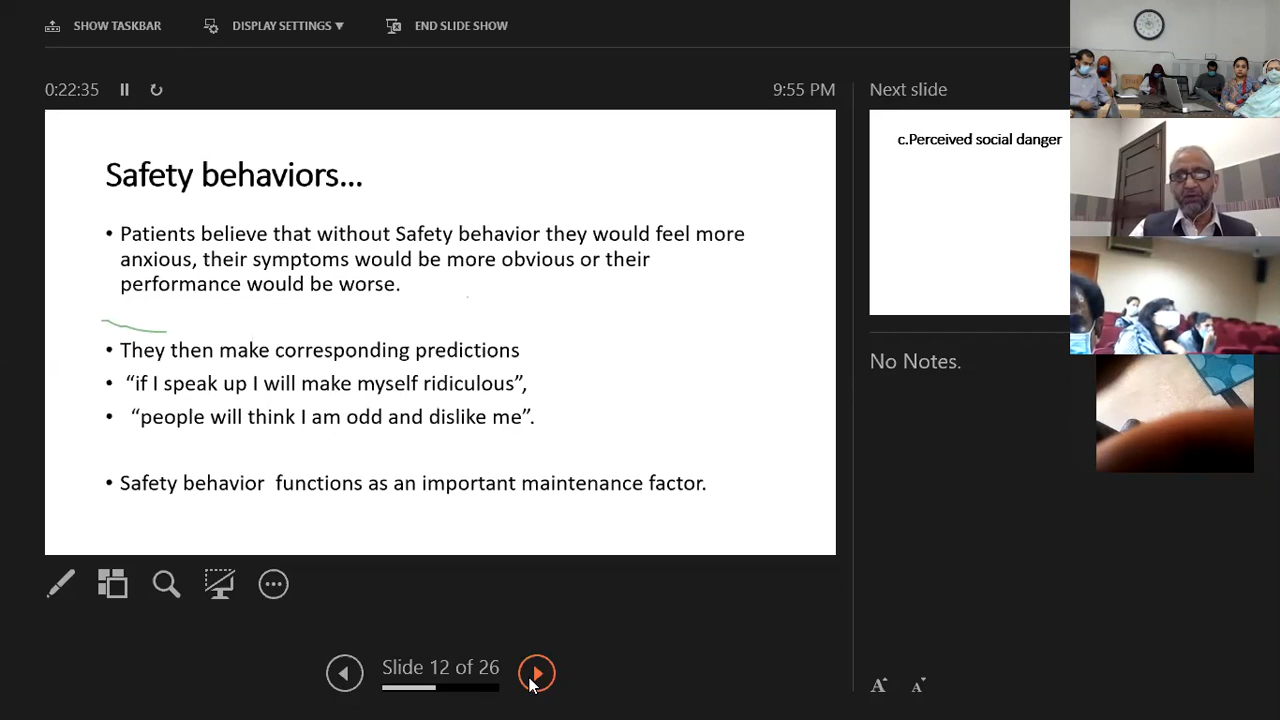 SHOW TASKBAR DISPLAY SETTINGS ▼ END SLIDE SHOW
0:22:35 9:55 PM
Safety behaviors...
• Patients believe that without Safety behavior they would feel more
anxious, their symptoms would be more obvious or their
performance would be worse.
• They then make corresponding predictions
• “if I speak up I will make myself ridiculous”,
• “people will think I am odd and dislike me”.
• Safety behavior functions as an important maintenance factor.
Slide 12 of 26
Next slide
c.Perceived social danger
No Notes.
A A